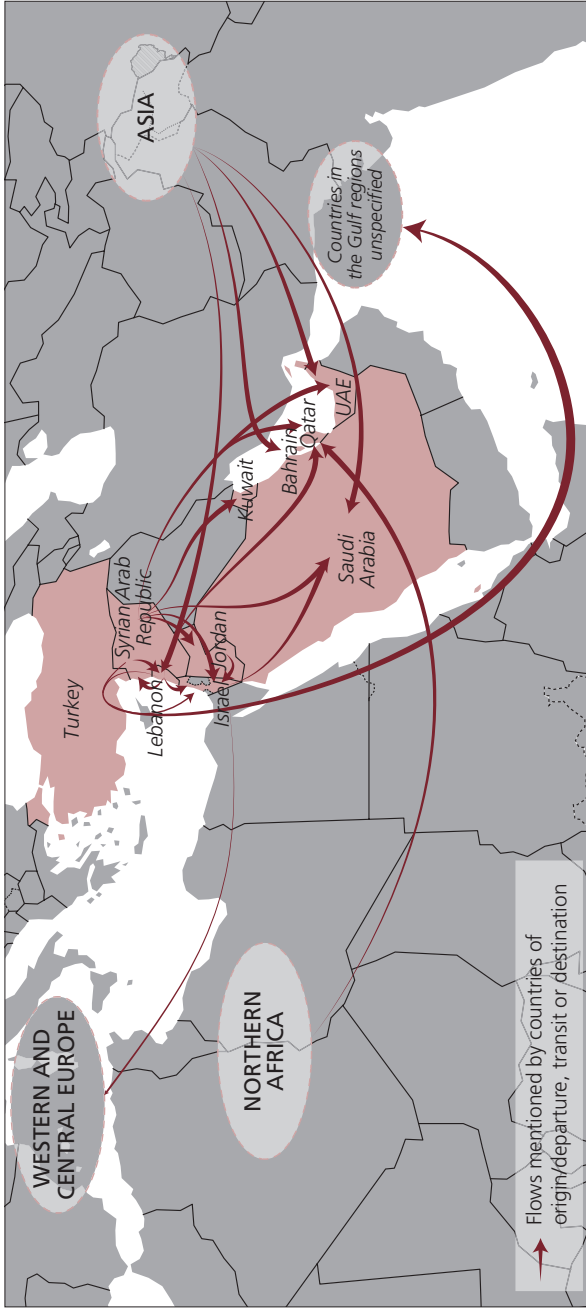 WESTERN AND
CENTRAL EUROPE
ASIA
Turkey
Syrian Arab
Republic
Lebanon
Israel
Jordan
Kuwait
Bahrain
Qatar
UAE
Saudi
Arabia
Countries in
the Gulf regions
unspecified
NORTHERN
AFRICA
Flows mentioned by countries of
origin/departure, transit or destination